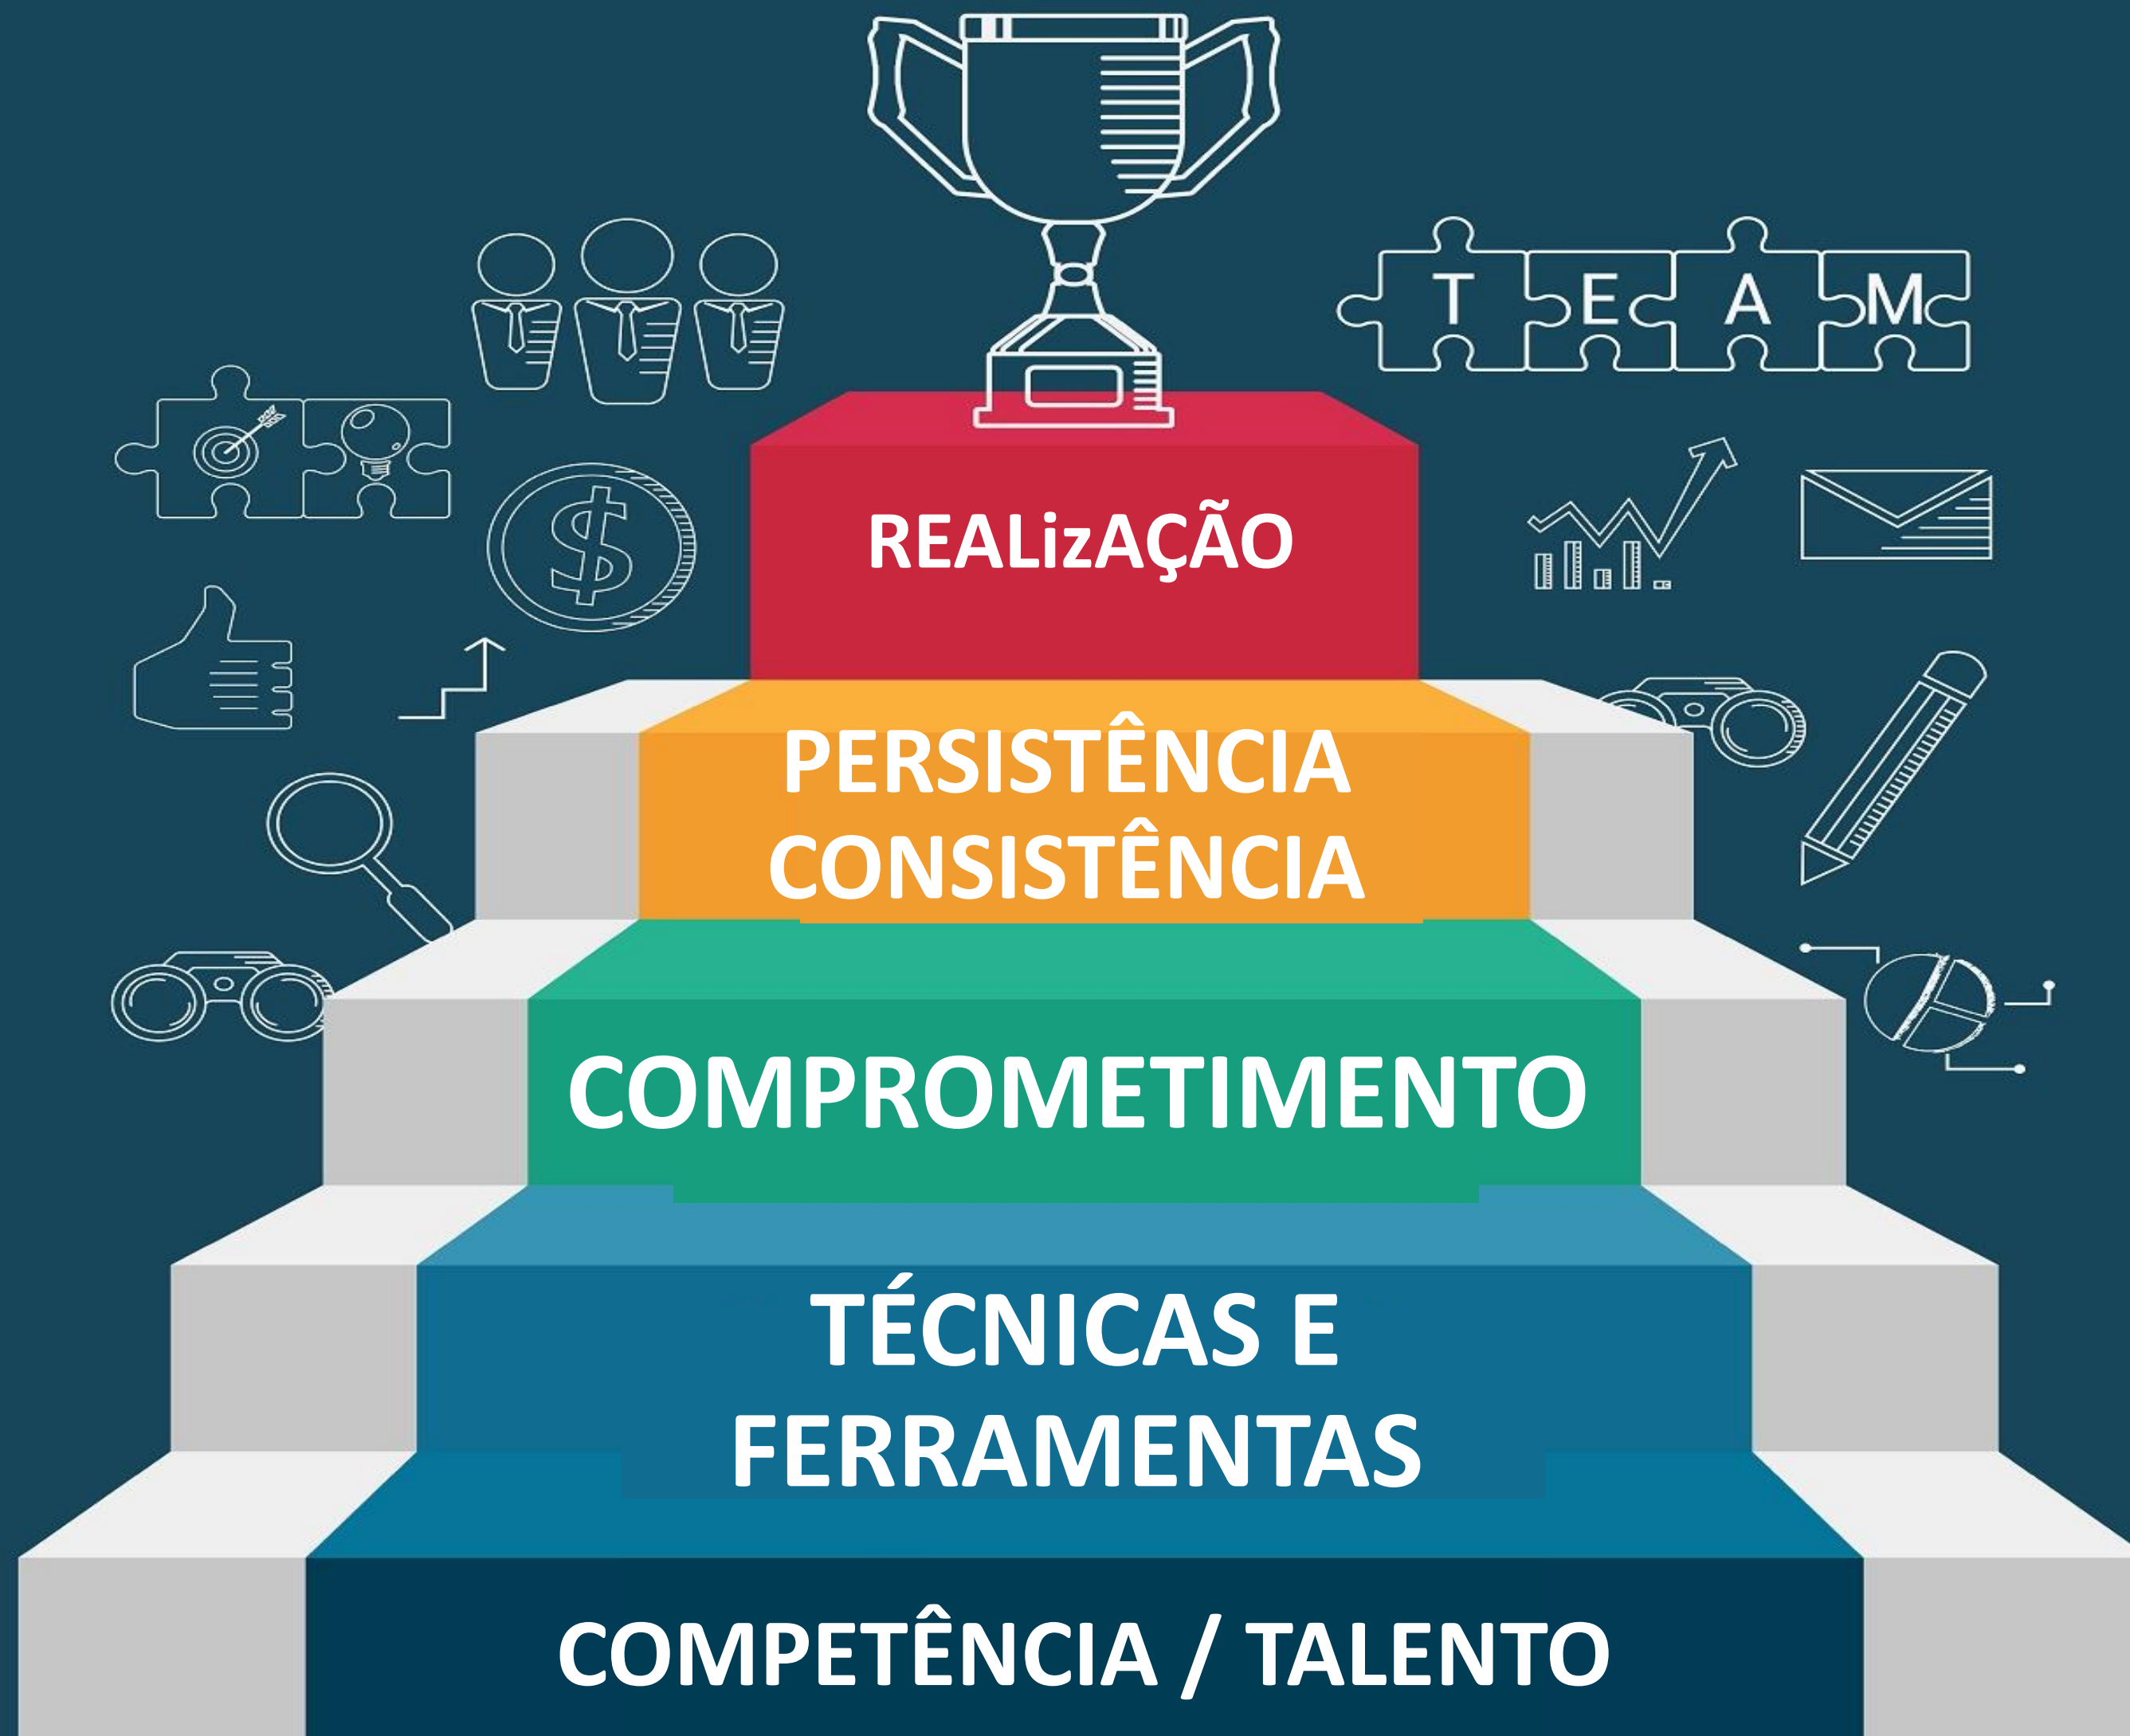 T E A M
$
REALizAÇÃO
PERSISTÊNCIA
CONSISTÊNCIA
COMPROMETIMENTO
TÉCNICAS E
FERRAMENTAS
COMPETÊNCIA / TALENTO